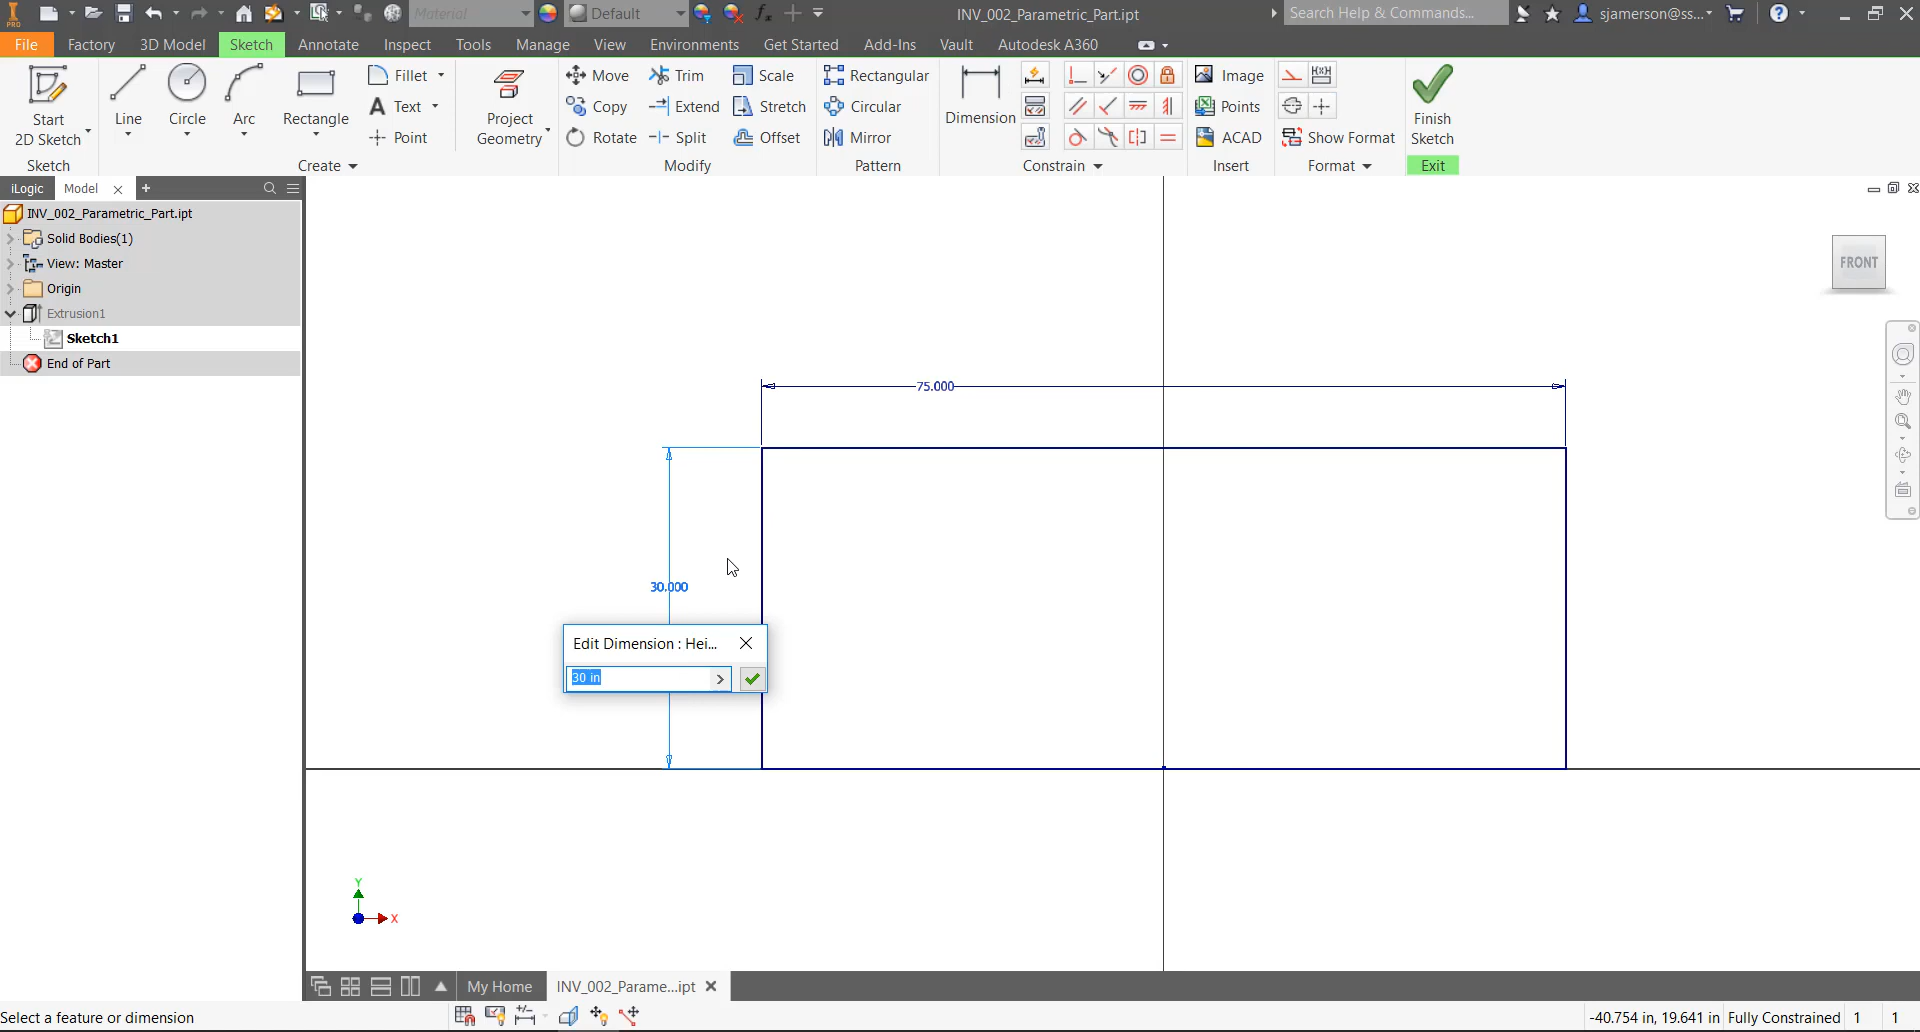 PRO
Material
Default
INV_002_Parametric_Part.ipt
Search Help & Commands...
sjamerson@ss...
File
Factory
3D Model
Sketch
Annotate
Inspect
Tools
Manage
View
Environments
Get Started
Add-Ins
Vault
Autodesk A360
Start
2D Sketch
Line
Circle
Arc
Rectangle
Fillet
Text
Point
Project
Geometry
Move
Copy
Rotate
Trim
Extend
Split
Scale
Stretch
Offset
Rectangular
Circular
Mirror
Dimension
Image
Points
ACAD
Show Format
Finish
Sketch
Sketch
Create
Modify
Pattern
Constrain
Insert
Format
Exit
iLogic
Model
INV_002_Parametric_Part.ipt
Solid Bodies(1)
View: Master
Origin
Extrusion1
Sketch1
End of Part
FRONT
75.000
30.000
Edit Dimension : Hei...
30 in
Y
X
My Home
INV_002_Parame...ipt
Select a feature or dimension
-40.754 in, 19.641 in
Fully Constrained
1
1